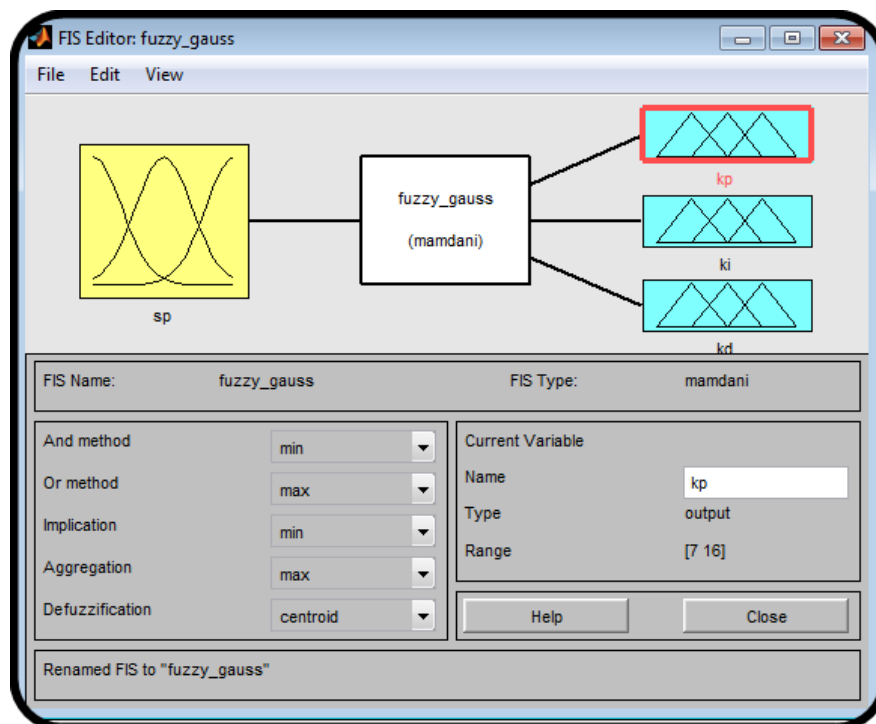 FIS Editor: fuzzy_gauss
File Edit View
kp
fuzzy_gauss
(mamdani)
ki
sp
kd
FIS Name: fuzzy_gauss FIS Type: mamdani
And method min
Or method max
Implication min
Aggregation max
Defuzzification centroid
Current Variable
Name kp
Type output
Range [7 16]
Help Close
Renamed FIS to "fuzzy_gauss"